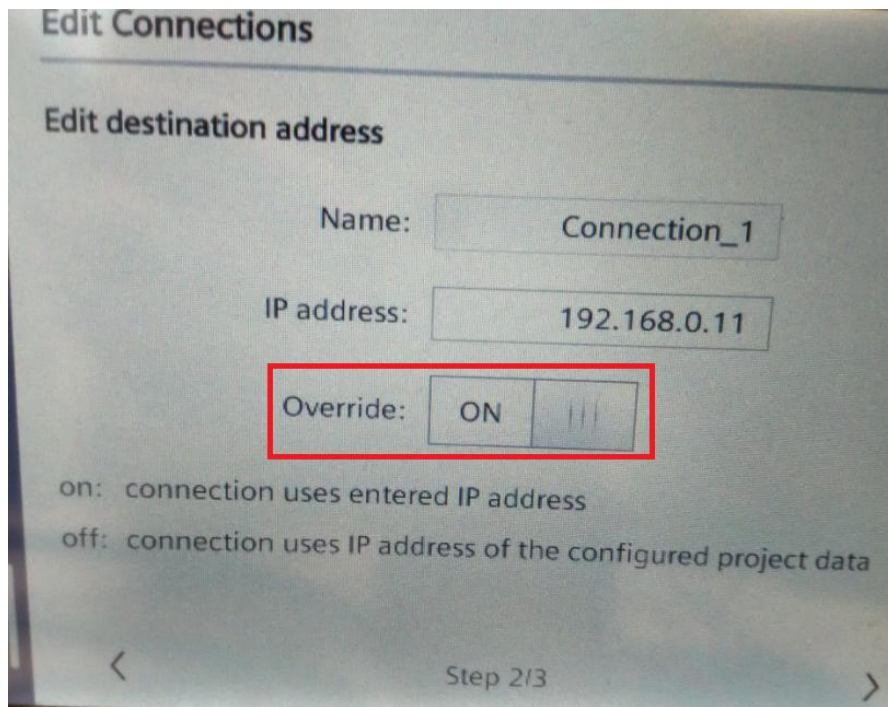 Edit Connections
Edit destination address
Name: Connection_1
IP address: 192.168.0.11
Override: ON
on: connection uses entered IP address
off: connection uses IP address of the configured project data
Step 2/3